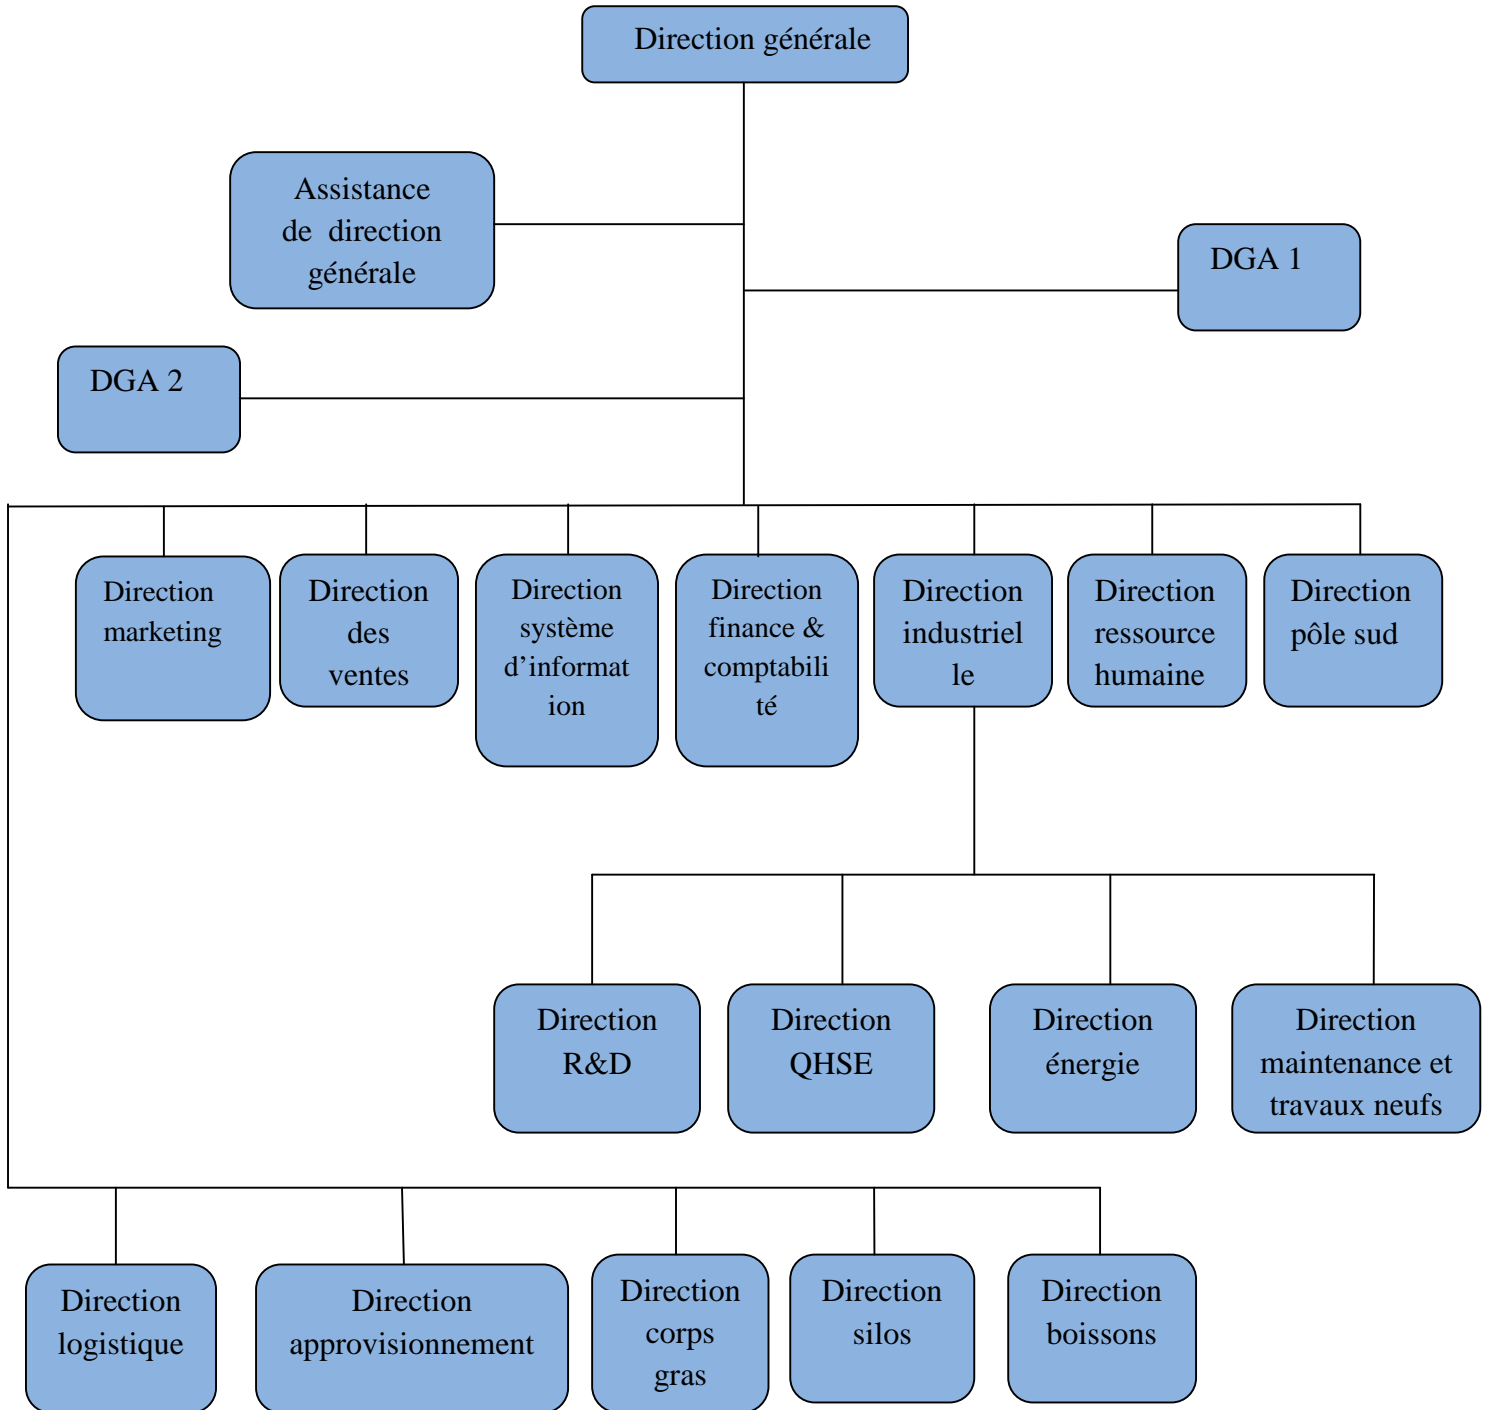 Direction générale
Assistance
de direction
générale
DGA 1
DGA 2
Direction
marketing
Direction
des
ventes
Direction
système
d’informat
ion
Direction
finance &
comptabili
té
Direction
industriel
le
Direction
ressource
humaine
Direction
pôle sud
Direction
R&D
Direction
QHSE
Direction
énergie
Direction
maintenance et
travaux neufs
Direction
logistique
Direction
approvisionnement
Direction
corps
gras
Direction
silos
Direction
boissons